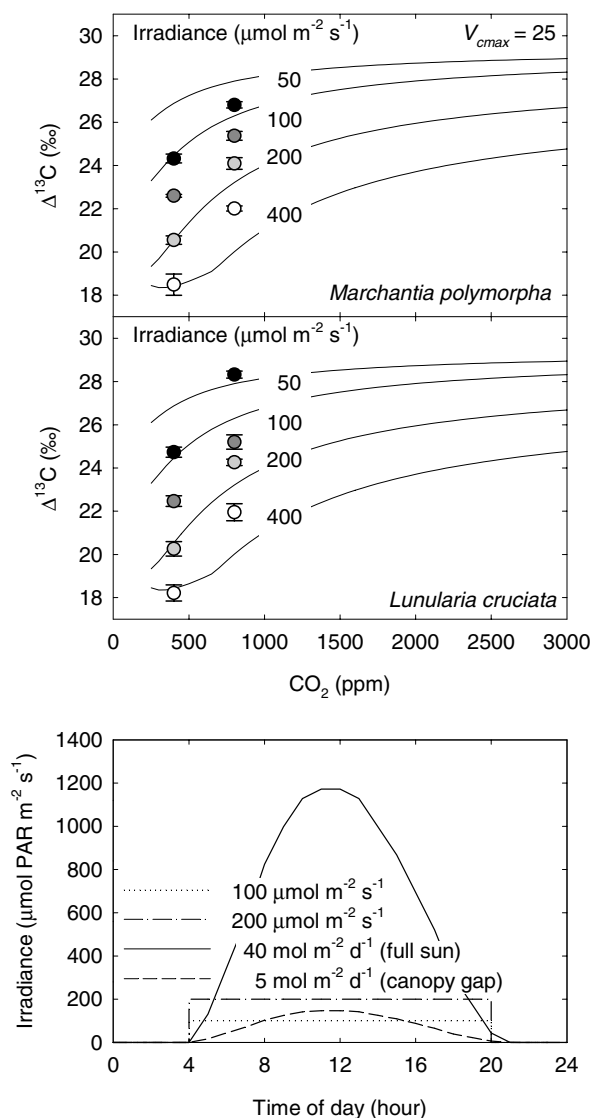 Irradiance (μmol m⁻² s⁻¹) V_cmax = 25
28
26
24
22
20
18
Δ¹³C (‰)
50
100
200
400
Marchantia polymorpha
Irradiance (μmol m⁻² s⁻¹)
28
26
24
22
20
18
Δ¹³C (‰)
50
100
200
400
Lunularia cruciata
0 500 1000 1500 2000 2500 3000
CO₂ (ppm)
1400
1200
1000
800
600
400
200
0
Irradiance (μmol PAR m⁻² s⁻¹)
100 μmol m⁻² s⁻¹
200 μmol m⁻² s⁻¹
40 mol m⁻² d⁻¹ (full sun)
5 mol m⁻² d⁻¹ (canopy gap)
0 4 8 12 16 20 24
Time of day (hour)